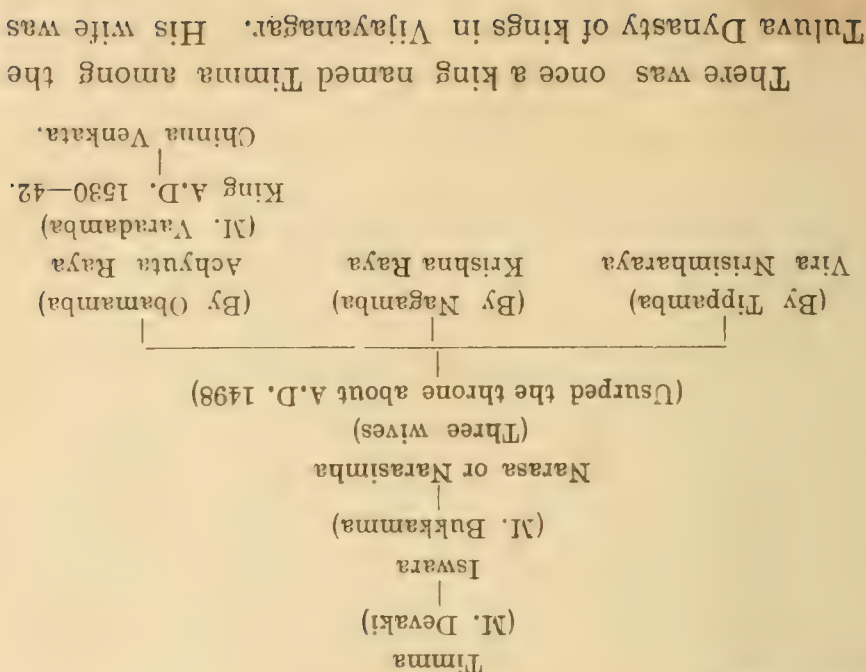 Timma
(M. Devaki)
Iswara
(M. Bukkamma)
Narasa or Narasimha
(Three wives)
(Usurped the throne about A.D. 1498)
(By Tippamba) (By Nagamba) (By Obamamba)
Vira Nrisimharaya Krishna Raya Achyuta Raya
(M. Varadamba)
King A.D. 1530—42.
Chinna Venkata.
There was once a king named Timma among the
Tuluva Dynasty of kings in Vijayanagar. His wife was